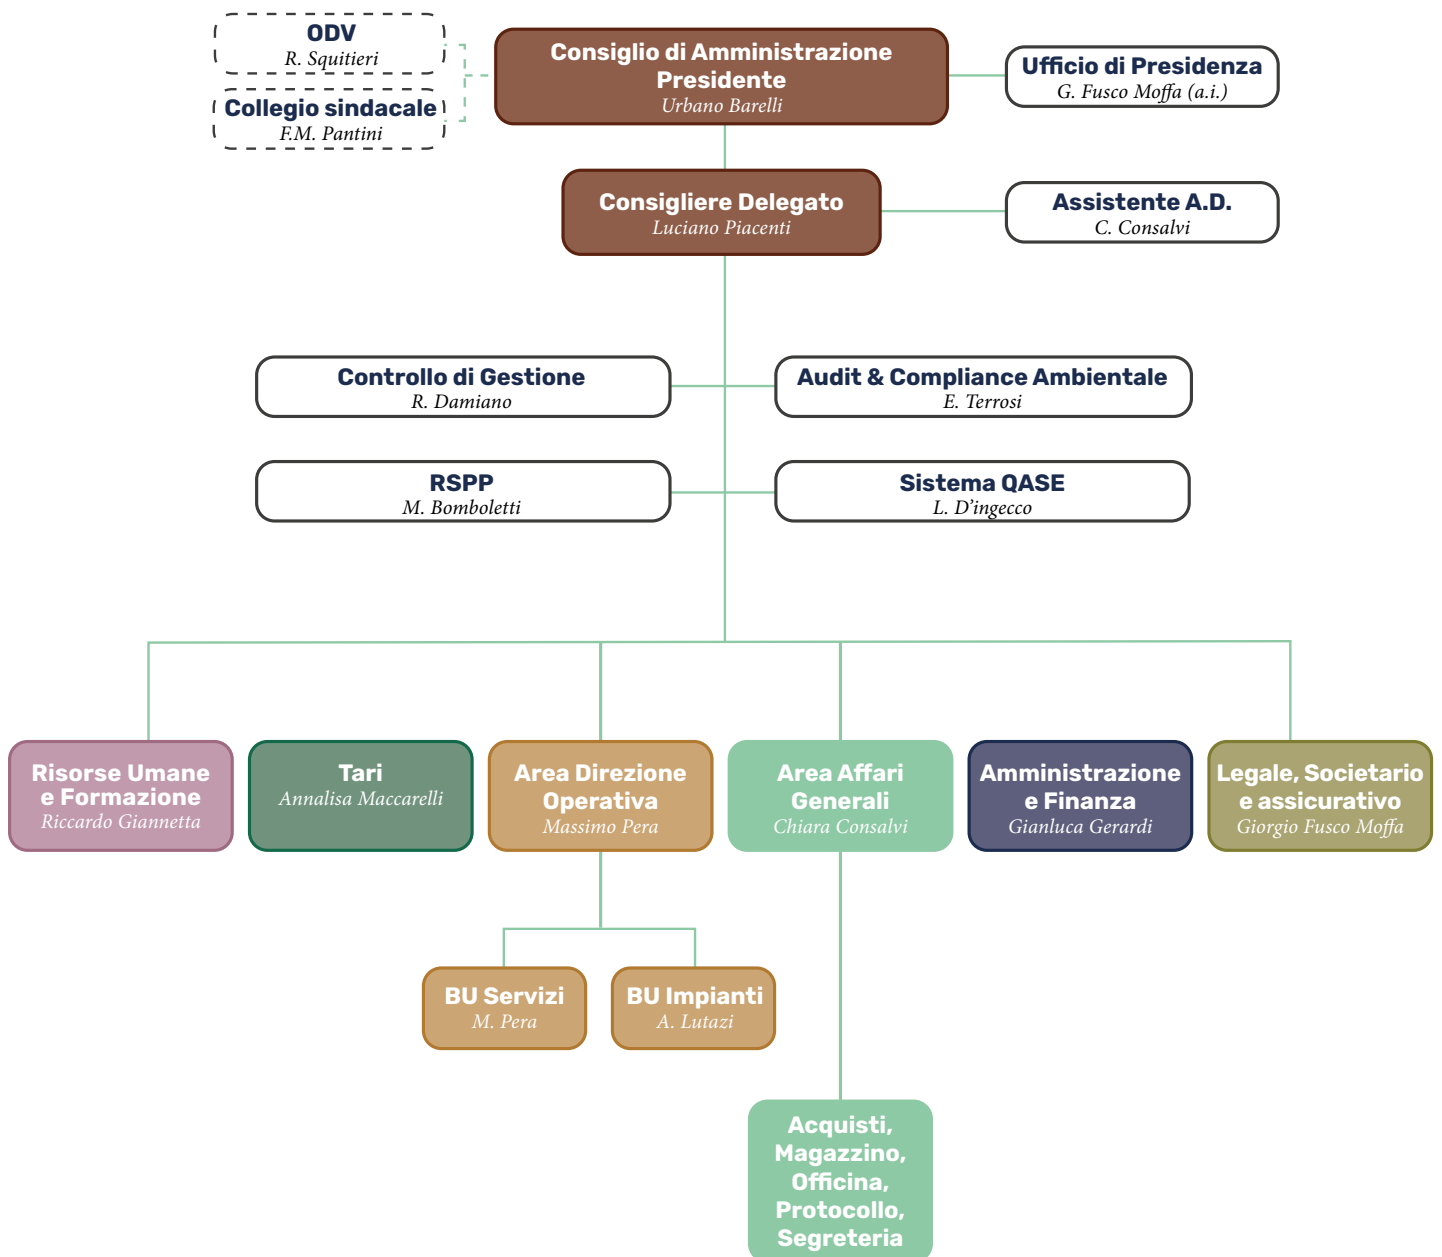 ODV
R. Squitieri
Collegio sindacale
F.M. Pantini
Consiglio di Amministrazione
Presidente
Urbano Barelli
Ufficio di Presidenza
G. Fusco Moffa (a.i.)
Consigliere Delegato
Luciano Piacenti
Assistente A.D.
C. Consalvi
Controllo di Gestione
R. Damiano
Audit & Compliance Ambientale
E. Terrosi
RSPP
M. Bomboletti
Sistema QASE
L. D’ingecco
Risorse Umane
e Formazione
Riccardo Giannetta
Tari
Annalisa Maccarelli
Area Direzione
Operativa
Massimo Pera
Area Affari
Generali
Chiara Consalvi
Amministrazione
e Finanza
Gianluca Gerardi
Legale, Societario
e assicurativo
Giorgio Fusco Moffa
BU Servizi
M. Pera
BU Impianti
A. Lutazi
Acquisti,
Magazzino,
Officina,
Protocollo,
Segreteria